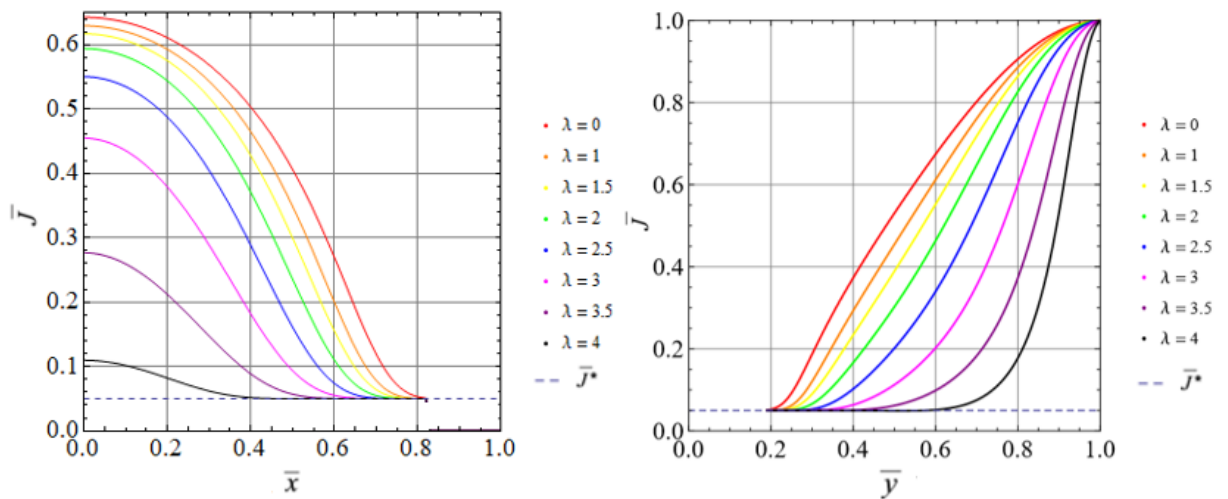 0.6
0.5
0.4
0.3
0.2
0.1
0.0
J̅
0.0 0.2 0.4 0.6 0.8 1.0
x̅
λ = 0
λ = 1
λ = 1.5
λ = 2
λ = 2.5
λ = 3
λ = 3.5
λ = 4
J̅*
1.0
0.8
0.6
0.4
0.2
0.0
J̅
0.0 0.2 0.4 0.6 0.8 1.0
y̅
λ = 0
λ = 1
λ = 1.5
λ = 2
λ = 2.5
λ = 3
λ = 3.5
λ = 4
J̅*